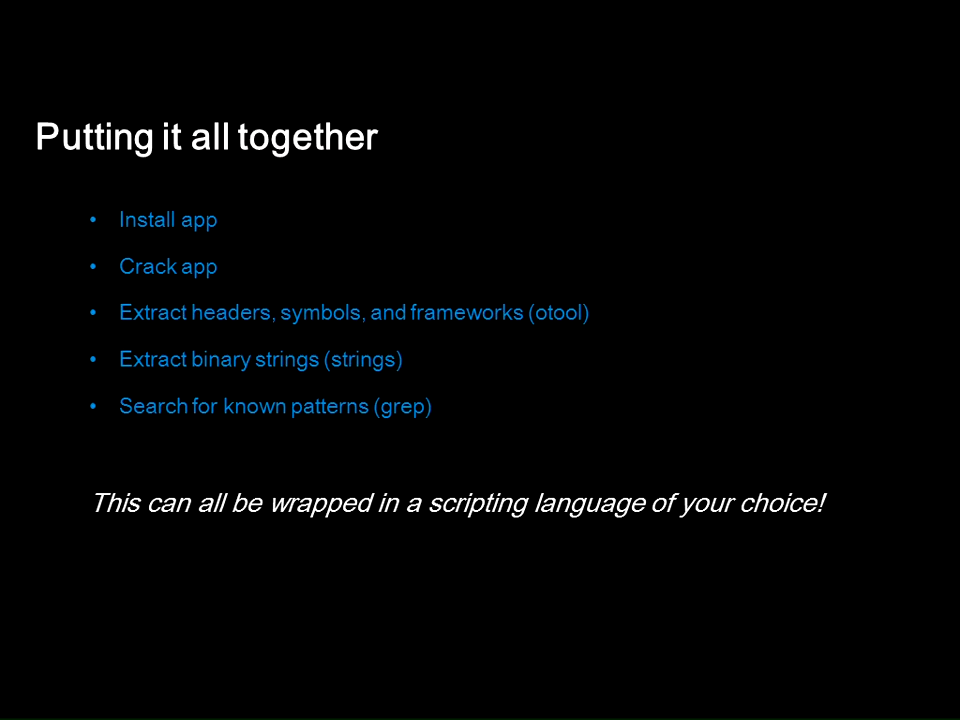 Putting it all together
• Install app
• Crack app
• Extract headers, symbols, and frameworks (otool)
• Extract binary strings (strings)
• Search for known patterns (grep)
This can all be wrapped in a scripting language of your choice!